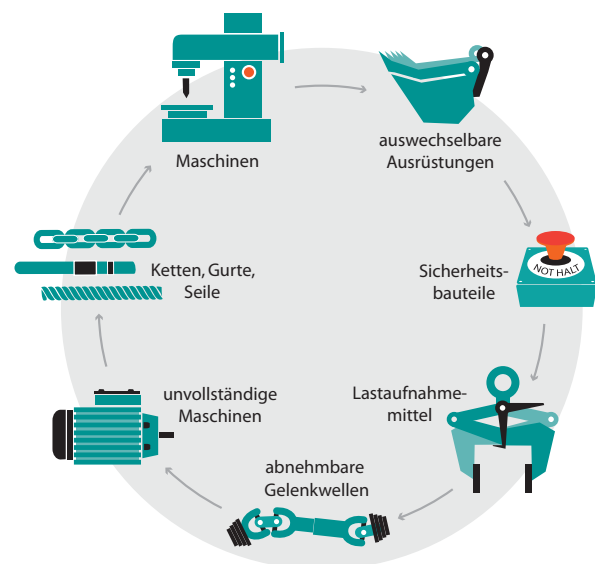 Maschinen
auswechselbare
Ausrüstungen
Sicherheits-
bauteile
NOT HALT
Lastaufnahme-
mittel
abnehmbare
Gelenkwellen
unvollständige
Maschinen
Ketten, Gurte,
Seile